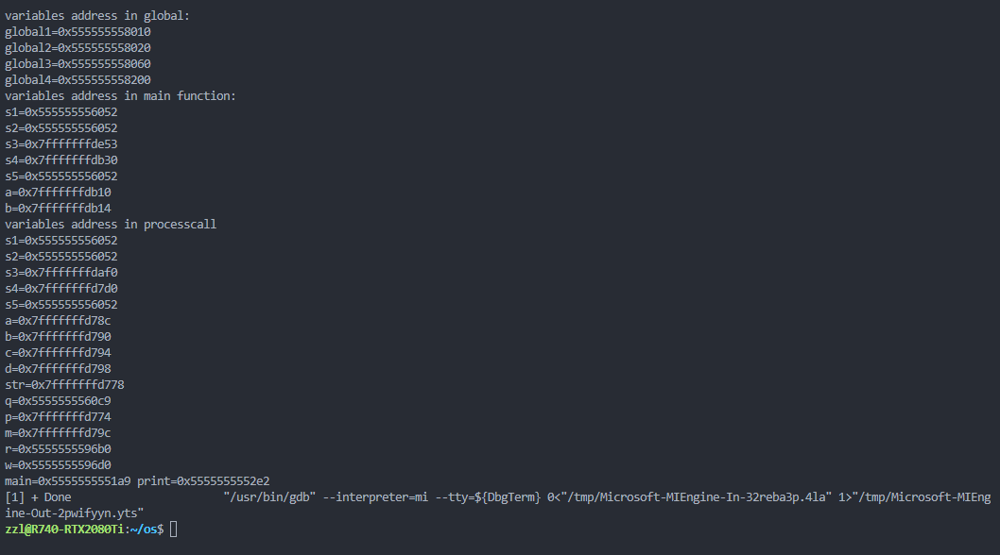 variables address in global:
global1=0x555555558010
global2=0x555555558020
global3=0x555555558060
global4=0x555555558200
variables address in main function:
s1=0x555555556052
s2=0x555555556052
s3=0x7fffffffde53
s4=0x7fffffffdb30
s5=0x555555556052
a=0x7fffffffdb10
b=0x7fffffffdb14
variables address in processcall
s1=0x555555556052
s2=0x555555556052
s3=0x7fffffffdaf0
s4=0x7fffffffd7d0
s5=0x555555556052
a=0x7fffffffd78c
b=0x7fffffffd790
c=0x7fffffffd794
d=0x7fffffffd798
str=0x7fffffffd778
q=0x5555555560c9
p=0x7fffffffd774
m=0x7fffffffd79c
r=0x5555555596b0
w=0x5555555596d0
main=0x5555555551a9 print=0x5555555552e2
[1] + Done                       "/usr/bin/gdb" --interpreter=mi --tty=${DbgTerm} 0<"/tmp/Microsoft-MIEngine-In-32reba3p.4la" 1>"/tmp/Microsoft-MIEng
ine-Out-2pwifyyn.yts"
zzl@R740-RTX2080Ti:~/os$